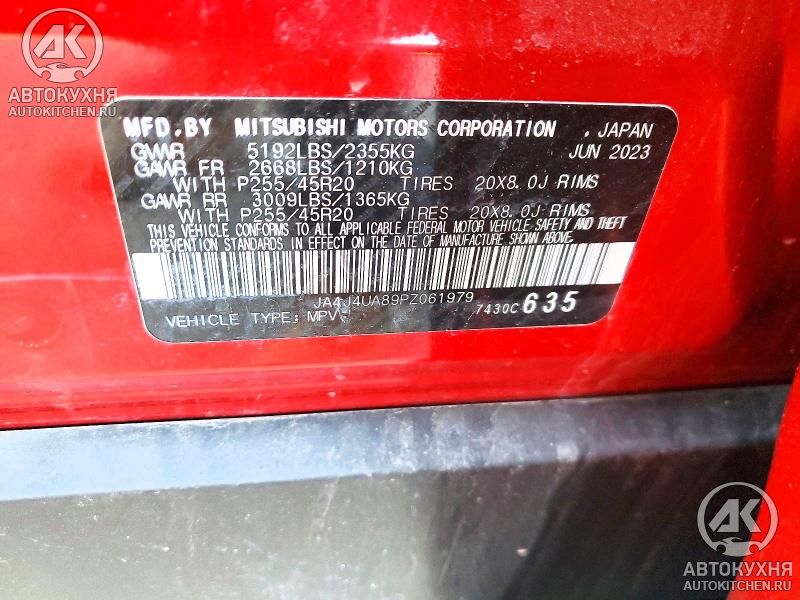 AK
АВТОКУХНЯ
AUTOKITCHEN.RU
MFD.BY MITSUBISHI MOTORS CORPORATION . JAPAN
GVWR 5192LBS/2355KG JUN 2023
GAWR FR 2668LBS/1210KG
WITH P255/45R20 TIRES 20X8.0J RIMS
GAWR RR 3009LBS/1365KG
WITH P255/45R20 TIRES 20X8.0J RIMS
THIS VEHICLE CONFORMS TO ALL APPLICABLE FEDERAL MOTOR VEHICLE SAFETY AND THEFT
PREVENTION STANDARDS IN EFFECT ON THE DATE OF MANUFACTURE SHOWN ABOVE.
JA4J4UA89PZ061979
VEHICLE TYPE: MPV 7430C 635
AK
АВТОКУХНЯ
AUTOKITCHEN.RU